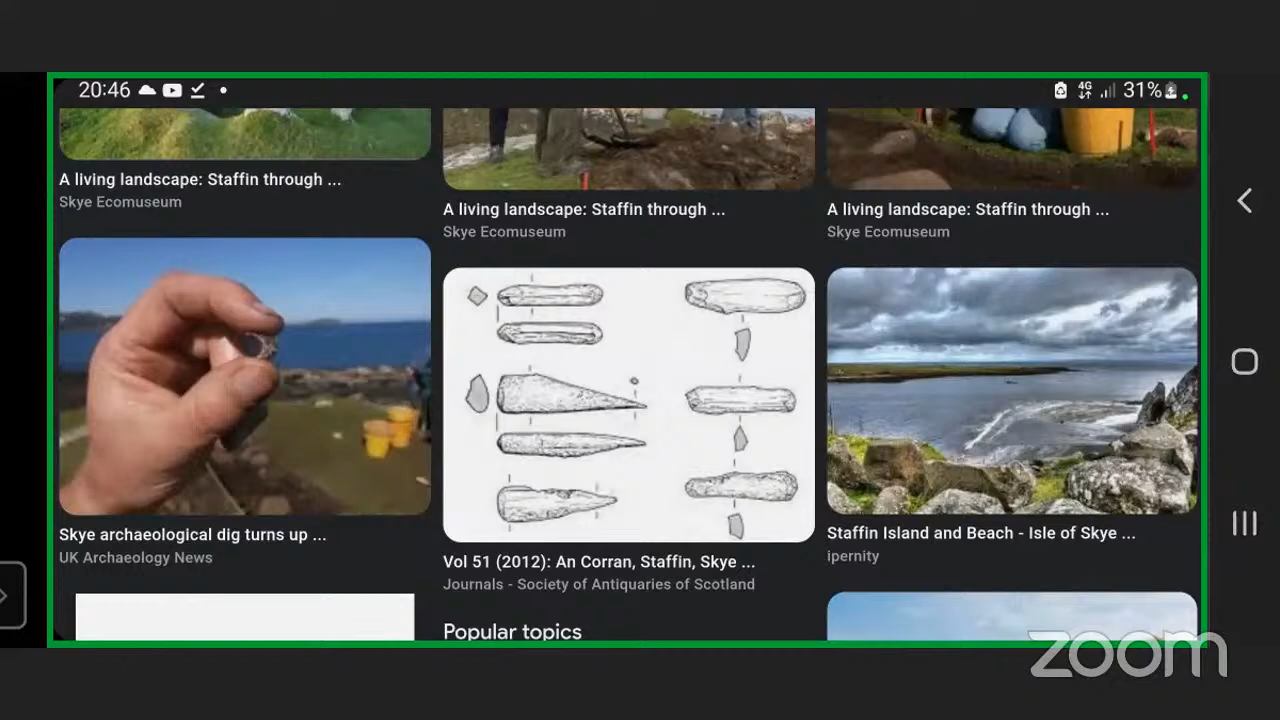 20:46
4G
31%
A living landscape: Staffin through ...
Skye Ecomuseum
A living landscape: Staffin through ...
Skye Ecomuseum
A living landscape: Staffin through ...
Skye Ecomuseum
Skye archaeological dig turns up ...
UK Archaeology News
Vol 51 (2012): An Corran, Staffin, Skye ...
Journals - Society of Antiquaries of Scotland
Staffin Island and Beach - Isle of Skye ...
ipernity
Popular topics
zoom